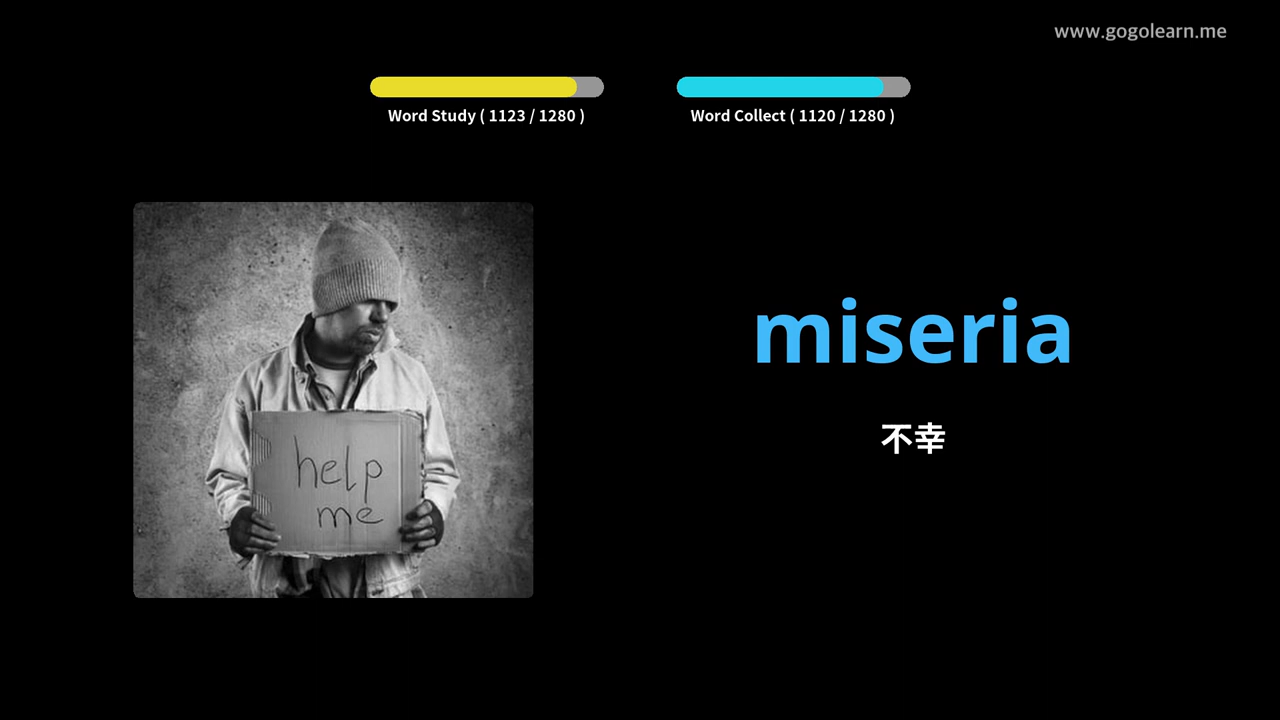 www.gogolearn.me
Word Study ( 1123 / 1280 )
Word Collect ( 1120 / 1280 )
help
me
miseria
不幸